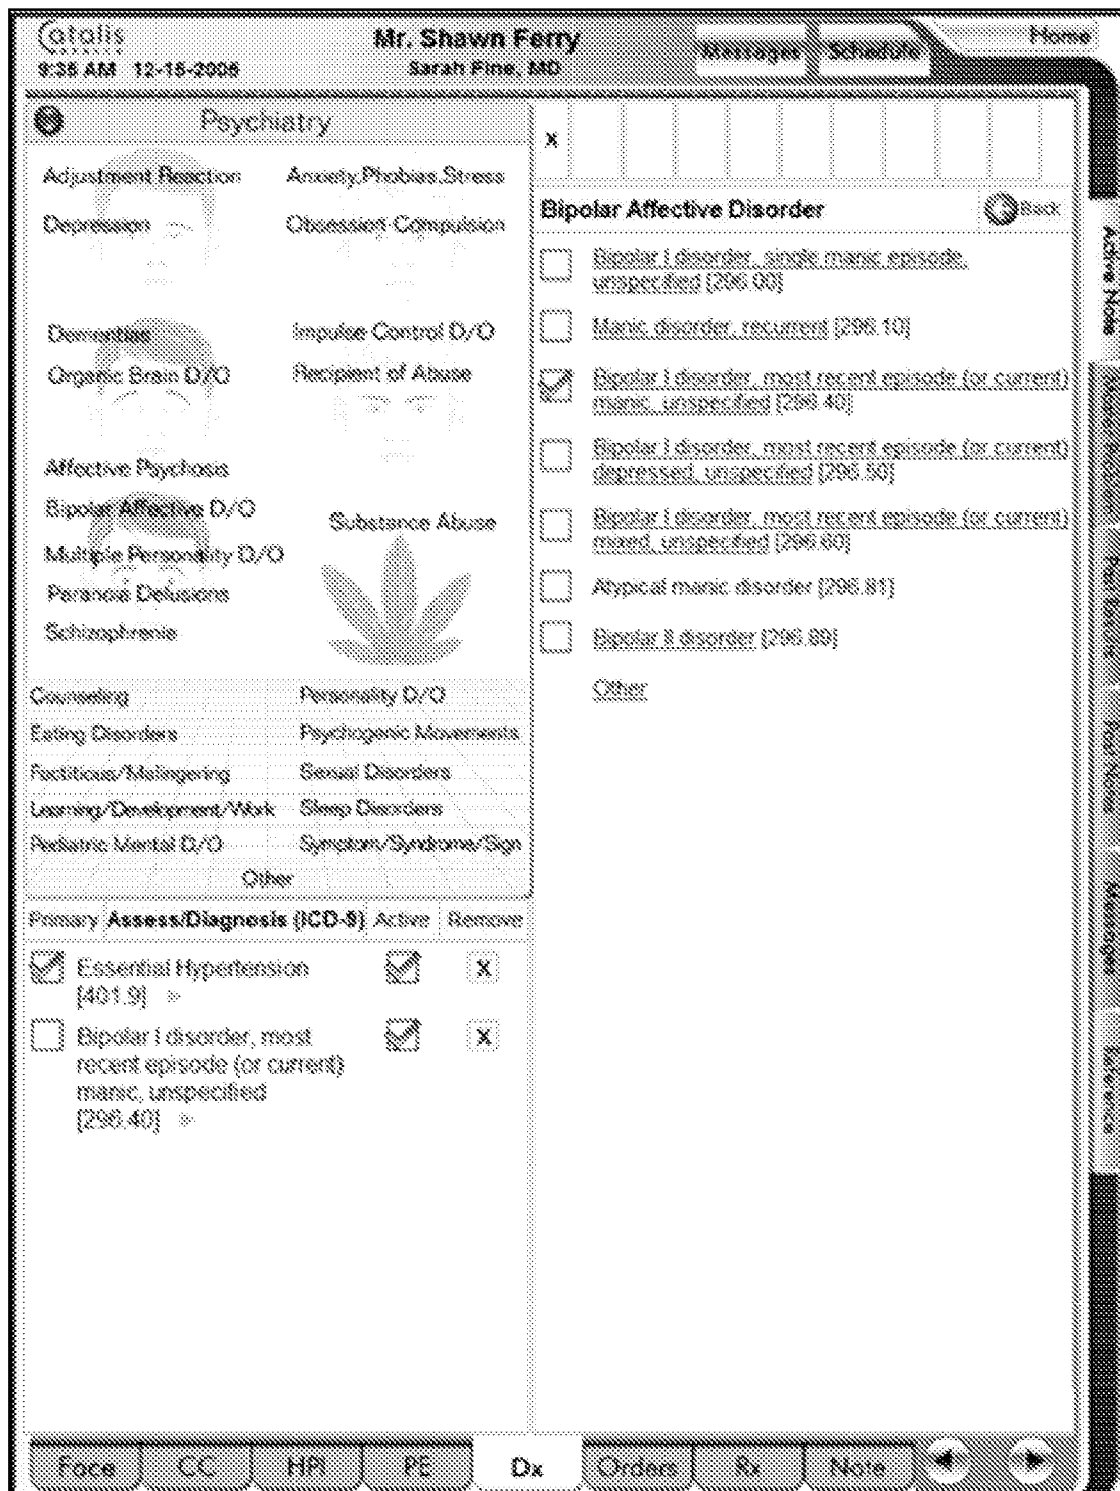 Catalis
9:35 AM 12-15-2005
Mr. Shawn Ferry
Sarah Fine, MD
Messages
Schedule
Home
Psychiatry
Adjustment Reaction
Anxiety,Phobias,Stress
Depression
Obsession-Compulsion
Dementias
Impulse Control D/O
Organic Brain D/O
Recipient of Abuse
Affective Psychosis
Bipolar Affective D/O
Substance Abuse
Multiple Personality D/O
Paranoia Delusions
Schizophrenia
Counseling
Personality D/O
Eating Disorders
Psychogenic Movements
Factitious/Malingering
Sexual Disorders
Learning/Development/Work
Sleep Disorders
Pediatric Mental D/O
Symptom/Syndrome/Sign
Other
Primary Assess/Diagnosis (ICD-9) Active Remove
Essential Hypertension
X
[401.9]
Bipolar I disorder, most
X
recent episode (or current)
manic, unspecified
[296.40]
X
Bipolar Affective Disorder
Back
Bipolar I disorder, single manic episode,
unspecified [296.00]
Manic disorder, recurrent [296.10]
Bipolar I disorder, most recent episode (or current)
manic, unspecified [296.40]
Bipolar I disorder, most recent episode (or current)
depressed, unspecified [296.50]
Bipolar I disorder, most recent episode (or current)
mixed, unspecified [296.60]
Atypical manic disorder [296.81]
Bipolar II disorder [296.89]
Other
Active Note
Messages
Reference
Face
CC
HPI
PE
Dx
Orders
Rx
Note